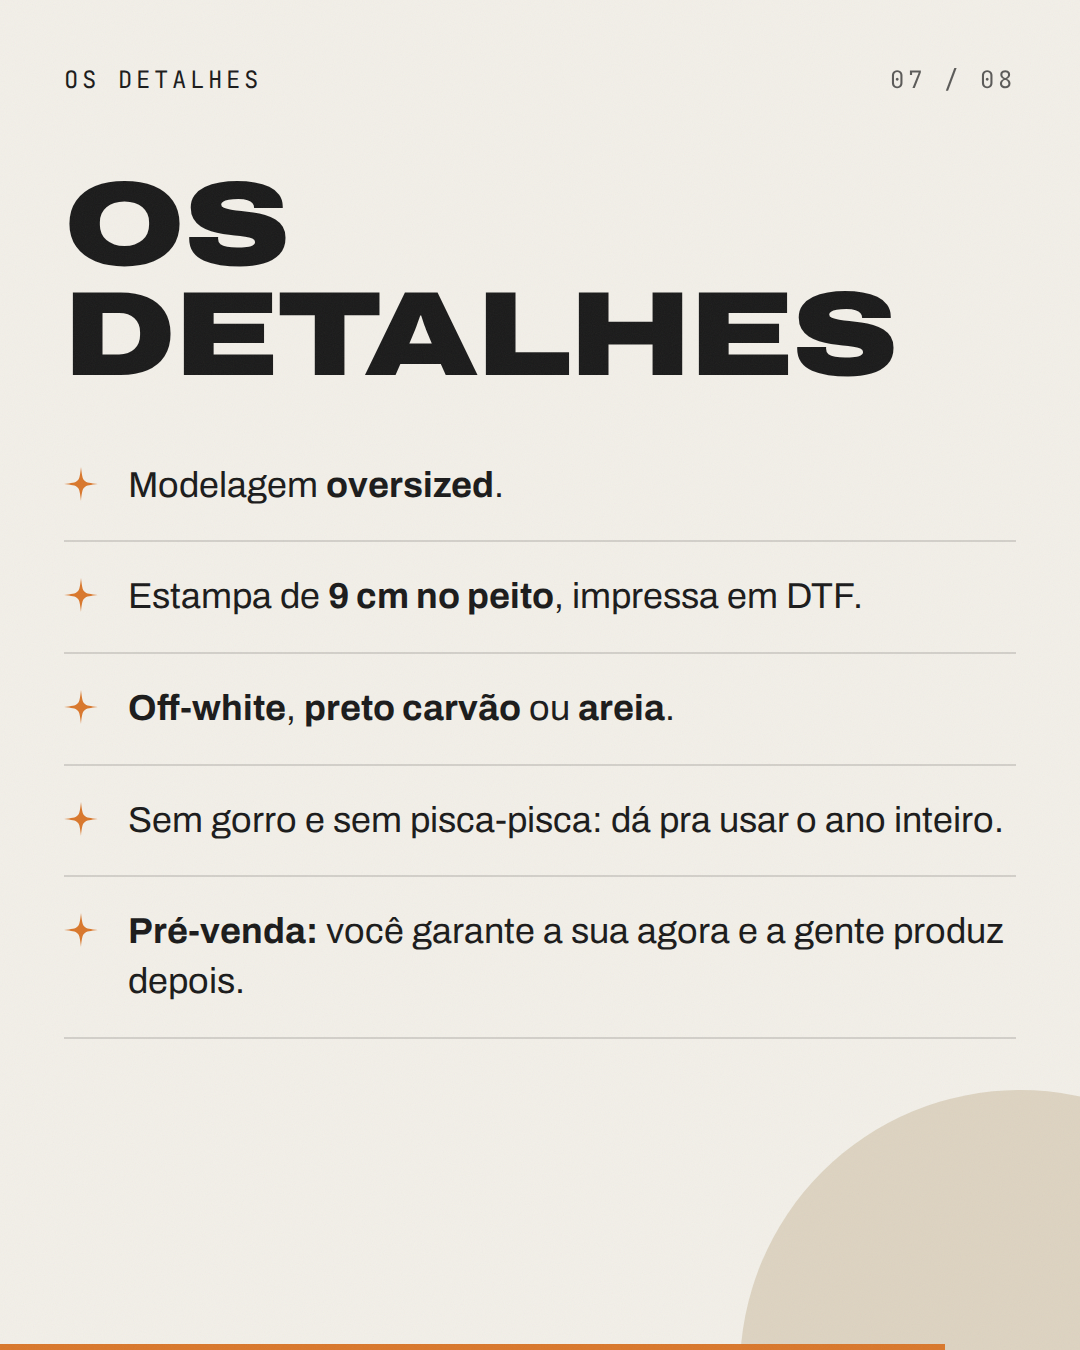 OS DETALHES
07 / 08
OS
DETALHES
Modelagem oversized.
Estampa de 9 cm no peito, impressa em DTF.
Off-white, preto carvão ou areia.
Sem gorro e sem pisca-pisca: dá pra usar o ano inteiro.
Pré-venda: você garante a sua agora e a gente produz
depois.